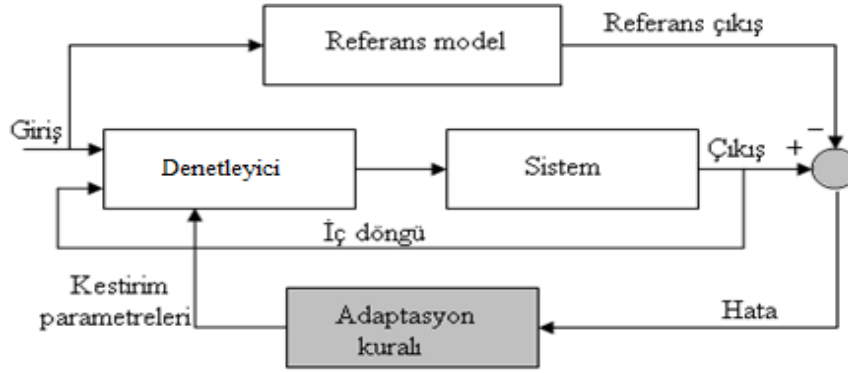 Referans model
Referans çıkış
Giriş
Denetleyici
Sistem
Çıkış
−
+
İç döngü
Kestirim
parametreleri
Adaptasyon
kuralı
Hata